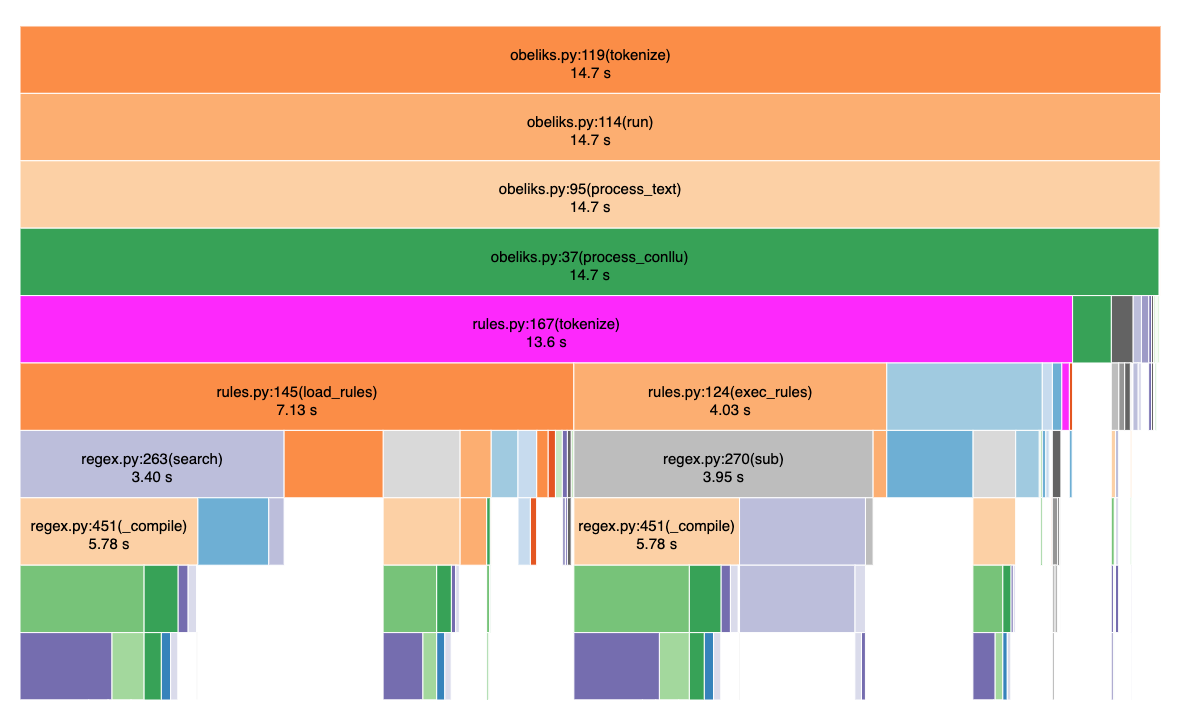 obeliks.py:119(tokenize)
14.7 s
obeliks.py:114(run)
14.7 s
obeliks.py:95(process_text)
14.7 s
obeliks.py:37(process_conllu)
14.7 s
rules.py:167(tokenize)
13.6 s
rules.py:145(load_rules)
7.13 s
rules.py:124(exec_rules)
4.03 s
regex.py:263(search)
3.40 s
regex.py:270(sub)
3.95 s
regex.py:451(_compile)
5.78 s
regex.py:451(_compile)
5.78 s